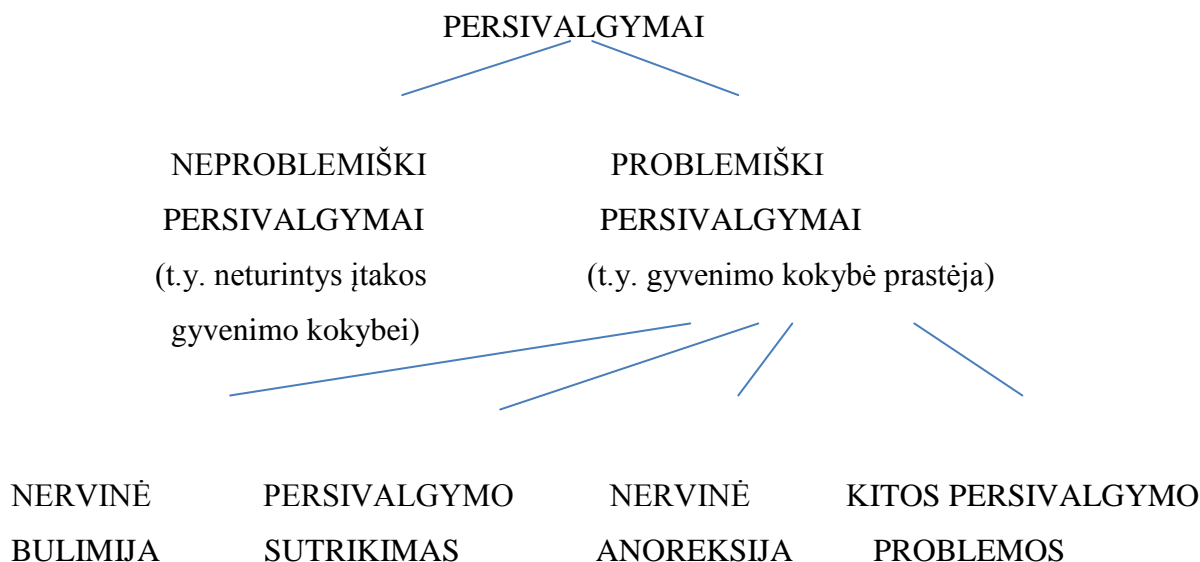 PERSIVALGYMAI
NEPROBLEMIŠKI
PERSIVALGYMAI
(t.y. neturintys įtakos
gyvenimo kokybei)
PROBLEMIŠKI
PERSIVALGYMAI
(t.y. gyvenimo kokybė prastėja)
NERVINĖ
BULIMIJA
PERSIVALGYMO
SUTRIKIMAS
NERVINĖ
ANOREKSIJA
KITOS PERSIVALGYMO
PROBLEMOS